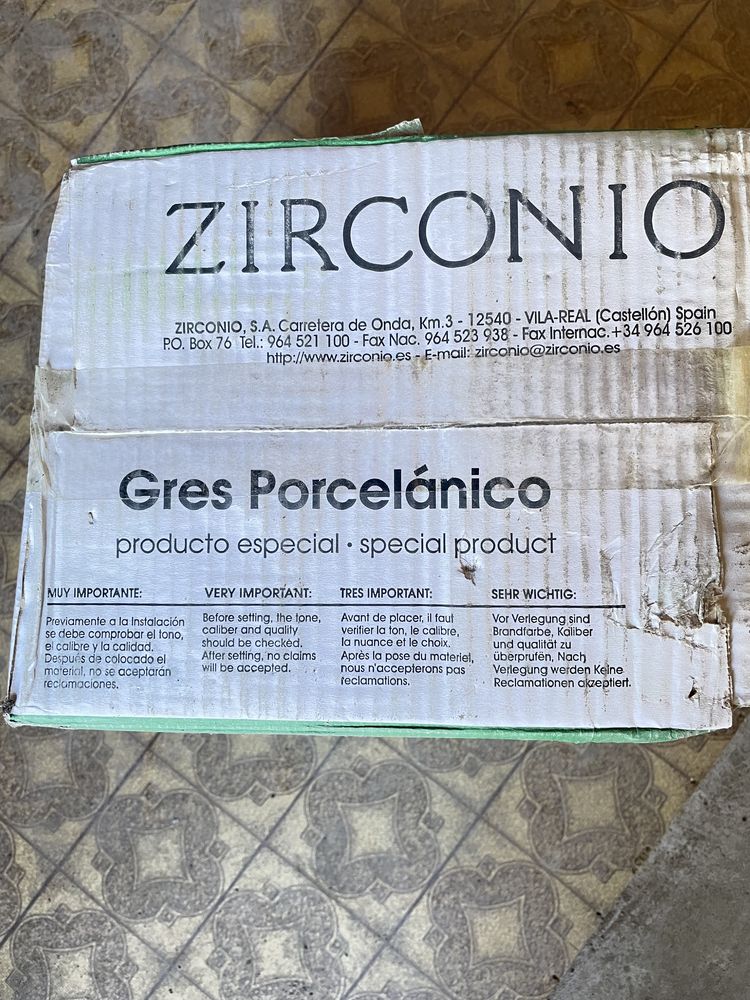 ZIRCONIO
ZIRCONIO, S.A. Carretera de Onda, Km.3 - 12540 - VILA-REAL (Castellón) Spain
P.O. Box 76 Tel.: 964 521 100 - Fax Nac. 964 523 938 - Fax Internac.+34 964 526 100
http://www.zirconio.es - E-mail: zirconio@zirconio.es
Gres Porcelánico
producto especial · special product
MUY IMPORTANTE:
Previamente a la Instalación
se debe comprobar el tono,
el calibre y la calidad.
Después de colocado el
material, no se aceptarán
reclamaciones.
VERY IMPORTANT:
Before setting, the tone,
caliber and quality
should be checked.
After setting, no claims
will be accepted.
TRES IMPORTANT:
Avant de placer, il faut
verifier la ton, le calibre,
la nuance et le choix.
Après la pose du materiel,
nous n'accepterons pas
reclamations.
SEHR WICHTIG:
Vor Verlegung sind
Brandfarbe, Kaliber
und qualität zu
überprufen, Nach
Verlegung werden Keine
Reclamationen akzeptiert.